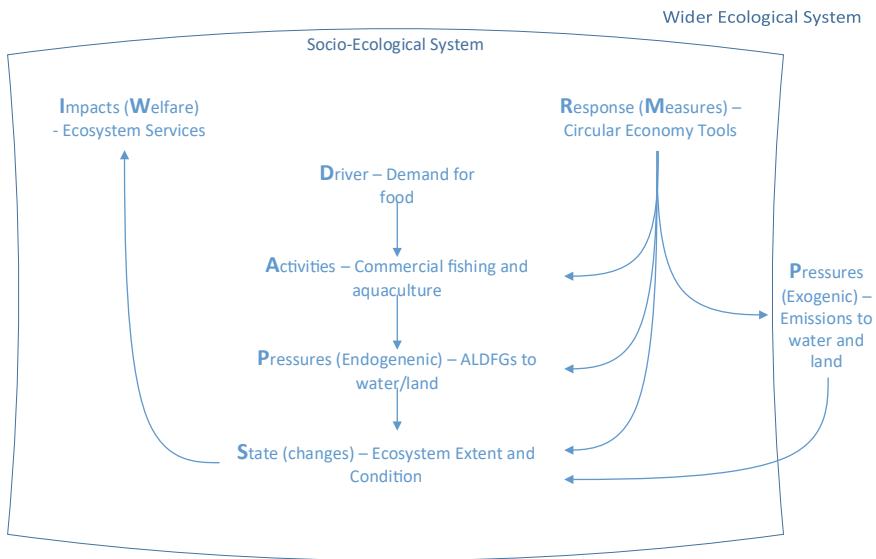 Wider Ecological System
Socio-Ecological System
Impacts (Welfare)
- Ecosystem Services
Response (Measures) –
Circular Economy Tools
Driver – Demand for
food
Activities – Commercial fishing and
aquaculture
Pressures
(Exogenic) –
Emissions to
water and
land
Pressures (Endogenenic) – ALDFGs to
water/land
State (changes) – Ecosystem Extent and
Condition